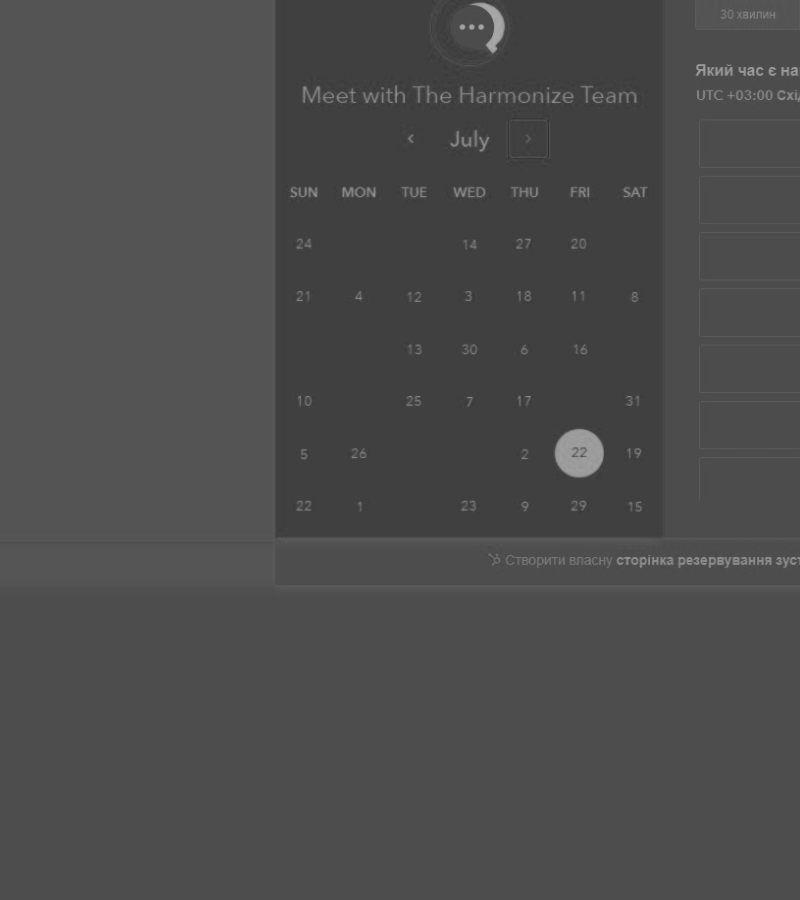 30 хвилин
Meet with The Harmonize Team
Який час є на
UTC +03:00 Схі
July
SUN MON TUE WED THU FRI SAT
24 14 27 20
21 4 12 3 18 11 8
13 30 6 16
10 25 7 17 31
5 26 2 22 19
22 1 23 9 29 15
Створити власну сторінка резервування зуст